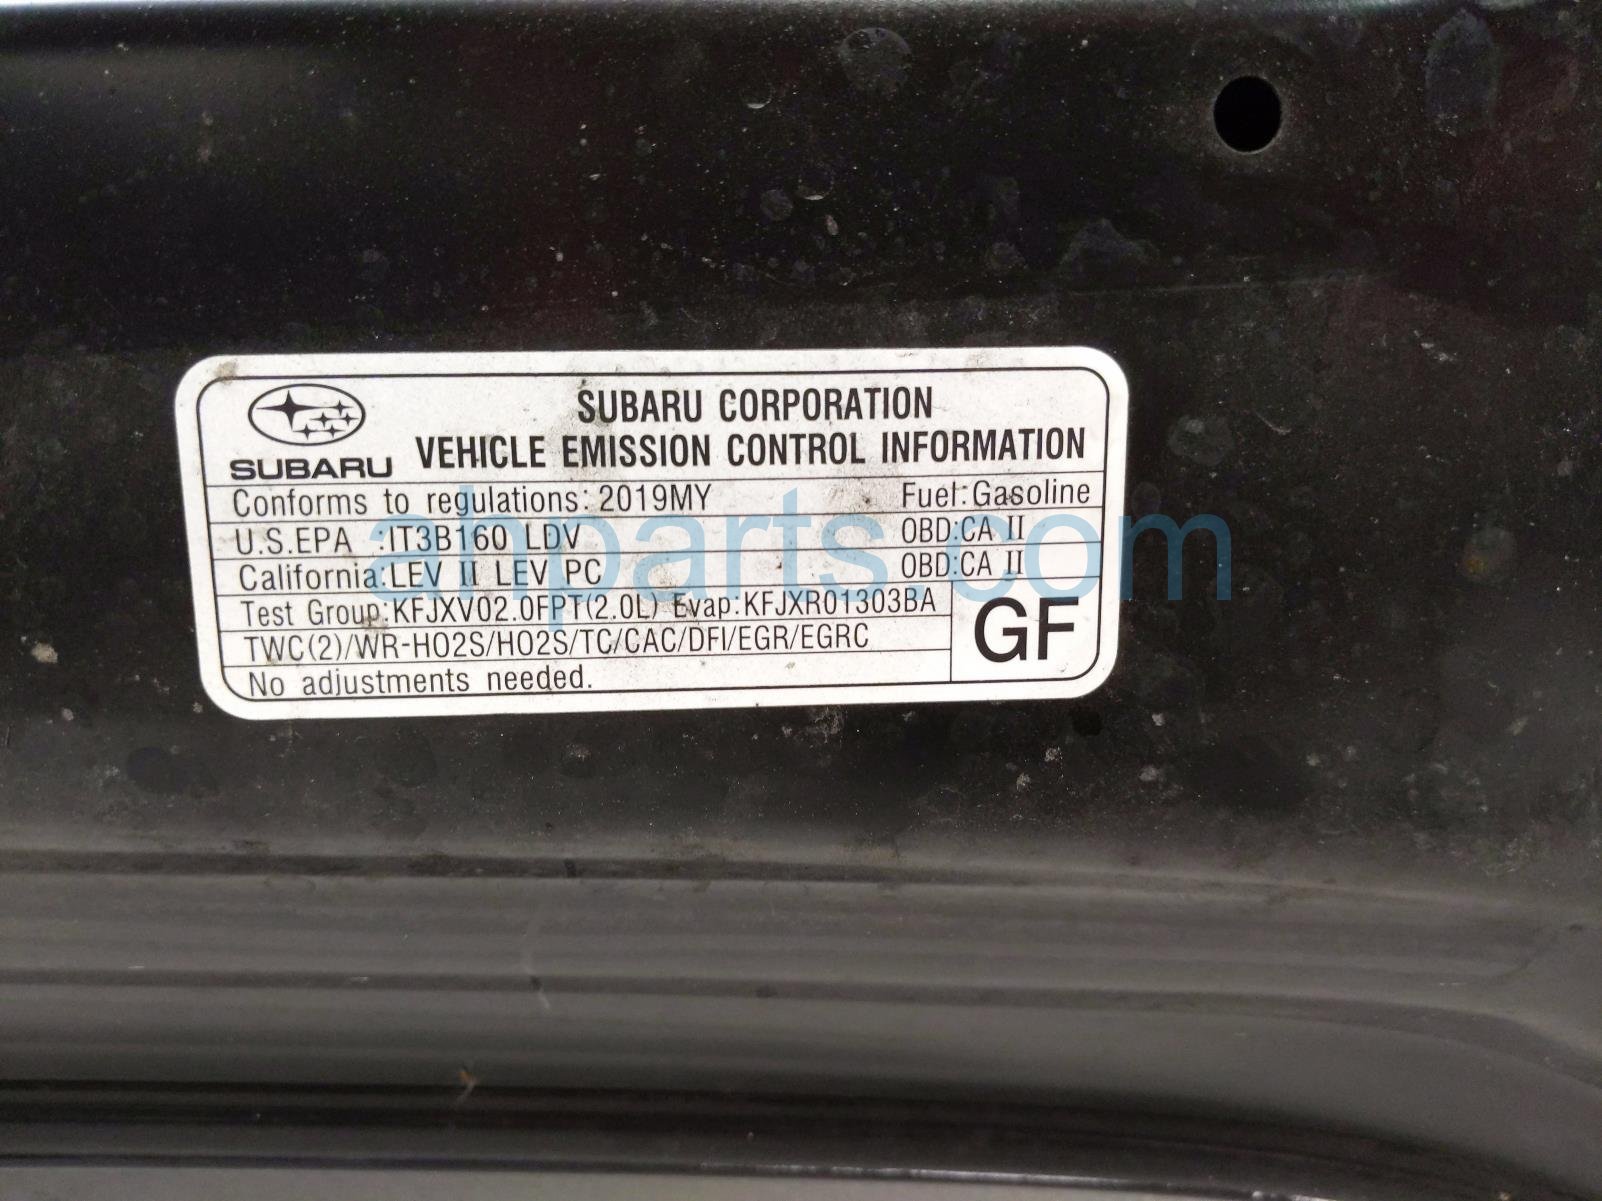 SUBARU CORPORATION
SUBARU VEHICLE EMISSION CONTROL INFORMATION
Conforms to regulations: 2019MY Fuel:Gasoline
U.S.EPA :IT3B160 LDV OBD:CA II
California:LEV II LEV PC OBD:CA II
Test Group:KFJXV02.0FPT(2.0L) Evap:KFJXR01303BA
TWC(2)/WR-HO2S/HO2S/TC/CAC/DFI/EGR/EGRC
GF
No adjustments needed.
ahparts.com